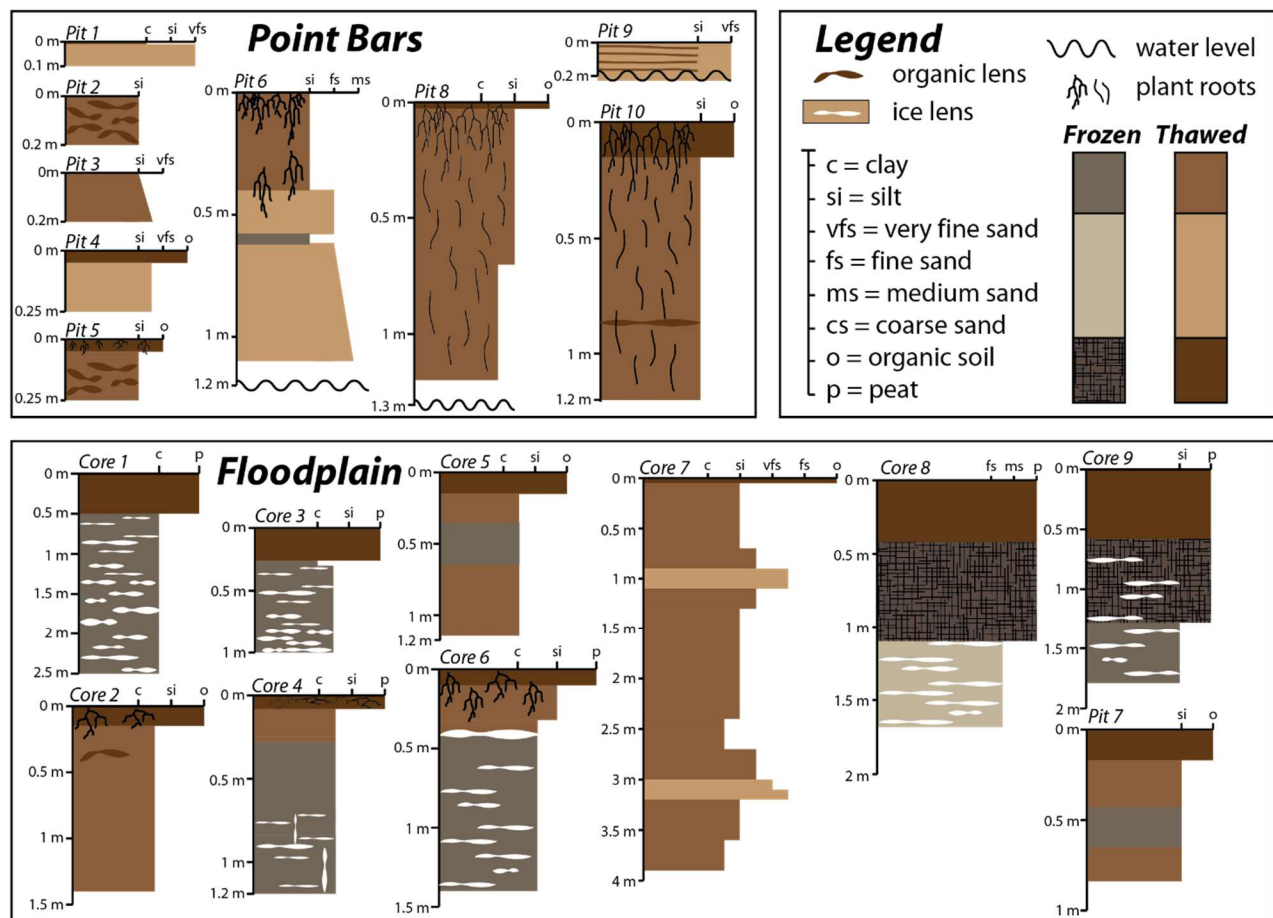 Point Bars
Pit 1
c si vfs
0 m
0.1 m
Pit 2
si
0 m
0.2 m
Pit 3
si vfs
0m
0.2m
Pit 4
si vfs o
0 m
0.25 m
Pit 5
si o
0 m
0.25 m
Pit 6
si fs ms
0 m
0.5 m
1 m
1.2 m
Pit 8
c si o
0 m
0.5 m
1 m
1.3 m
Pit 9
si vfs
0 m
0.2 m
Pit 10
si o
0 m
0.5 m
1 m
1.2 m
Legend
organic lens
ice lens
water level
plant roots
Frozen Thawed
c = clay
si = silt
vfs = very fine sand
fs = fine sand
ms = medium sand
cs = coarse sand
o = organic soil
p = peat
Floodplain
Core 1
c p
0 m
0.5 m
1 m
1.5 m
2 m
2.5 m
Core 2
c si o
0 m
0.5 m
1 m
1.5 m
Core 3
c si p
0 m
0.5 m
1 m
Core 4
c si p
0 m
0.5 m
1 m
1.2 m
Core 5
c si o
0 m
0.5 m
1 m
1.2 m
Core 6
c si p
0 m
0.5 m
1 m
1.5 m
Core 7
c si vfs fs o
0 m
0.5 m
1 m
1.5 m
2 m
2.5 m
3 m
3.5 m
4 m
Core 8
fs ms p
0 m
0.5 m
1 m
1.5 m
2 m
Core 9
si p
0 m
0.5 m
1 m
1.5 m
2 m
Pit 7
si o
0 m
0.5 m
1 m